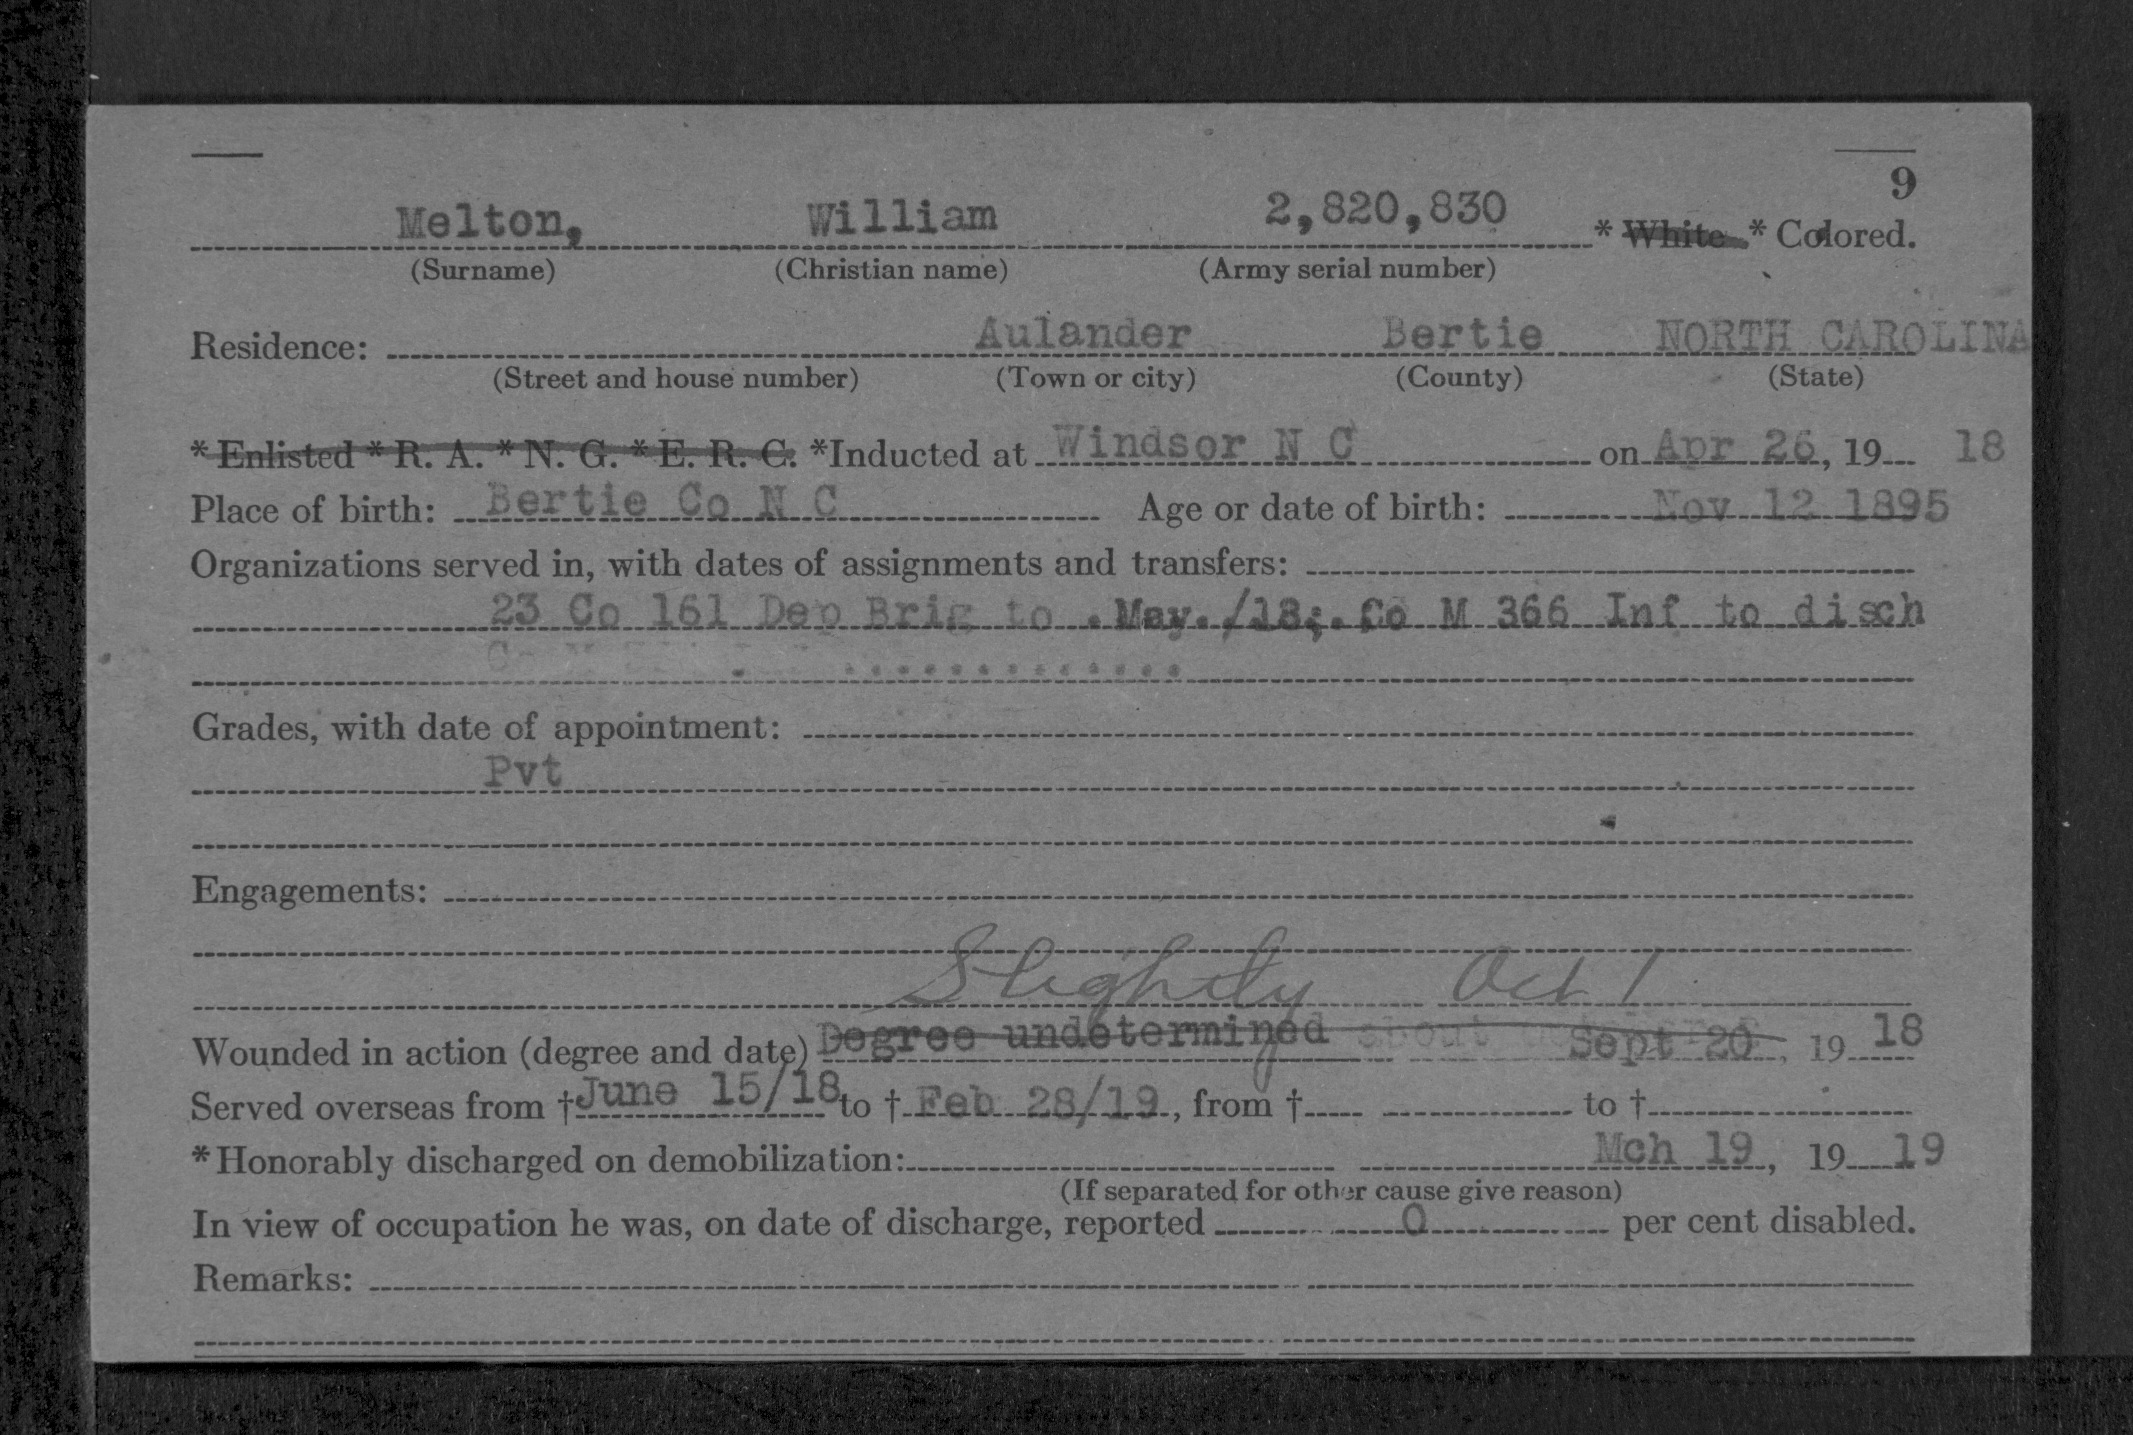 9
Melton, William 2,820,830 * White * Colored.
(Surname) (Christian name) (Army serial number)
Residence: Aulander Bertie NORTH CAROLINA
(Street and house number) (Town or city) (County) (State)
* Enlisted * R. A. * N. G. * E. R. C. *Inducted at Windsor N C on Apr 26, 19 18
Place of birth: Bertie Co N C Age or date of birth: Nov 12 1895
Organizations served in, with dates of assignments and transfers:
23 Co 161 Dep Brig to . May. /18;. Co M 366 Inf to disch
Grades, with date of appointment:
Pvt
Engagements:
Slightly Oct 1
Wounded in action (degree and date) Degree undetermined about Sept 20, 19 18
Served overseas from † June 15/18 to † Feb 28/19, from † to †
* Honorably discharged on demobilization: Mch 19, 19 19
(If separated for other cause give reason)
In view of occupation he was, on date of discharge, reported 0 per cent disabled.
Remarks: